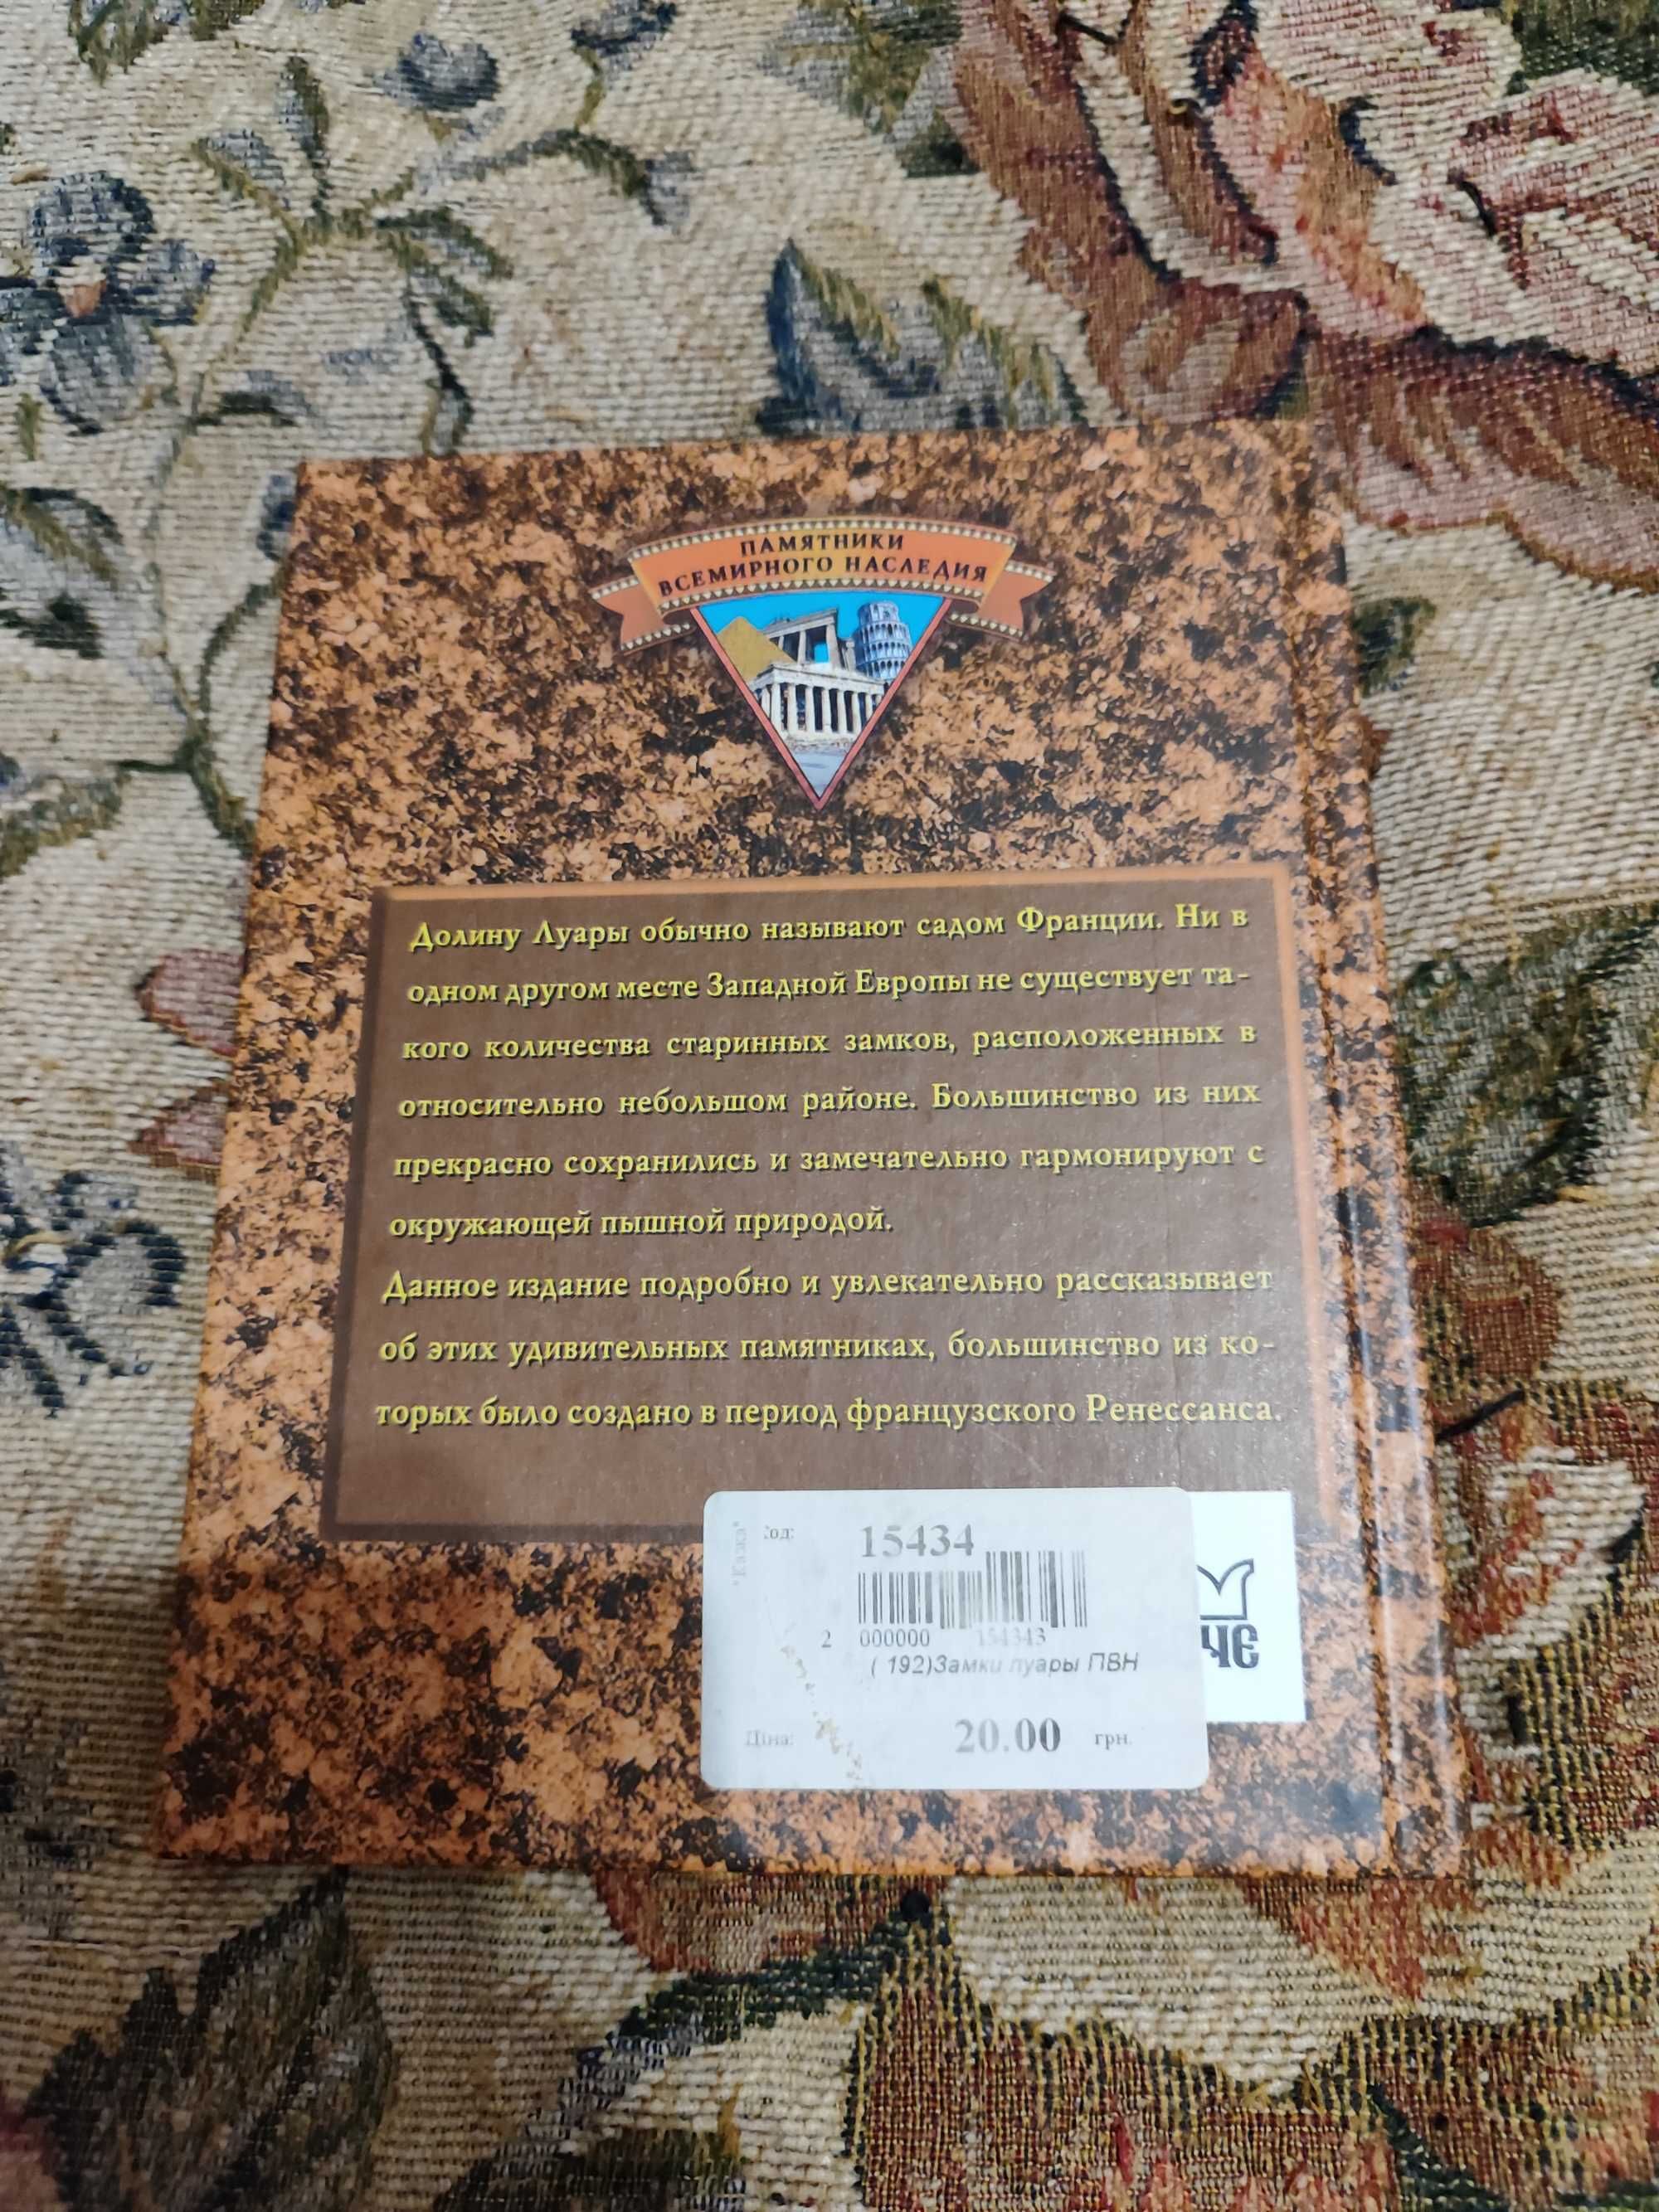 ПАМЯТНИКИ
ВСЕМИРНОГО НАСЛЕДИЯ
Долину Луары обычно называют садом Франции. Ни в
одном другом месте Западной Европы не существует та-
кого количества старинных замков, расположенных в
относительно небольшом районе. Большинство из них
прекрасно сохранились и замечательно гармонируют с
окружающей пышной природой.
Данное издание подробно и увлекательно рассказывает
об этих удивительных памятниках, большинство из ко-
торых было создано в период французского Ренессанса.
15434
2 000000 154343
( 192)Замки луары ПВН
Ціна: 20.00 грн.
ЧЕ